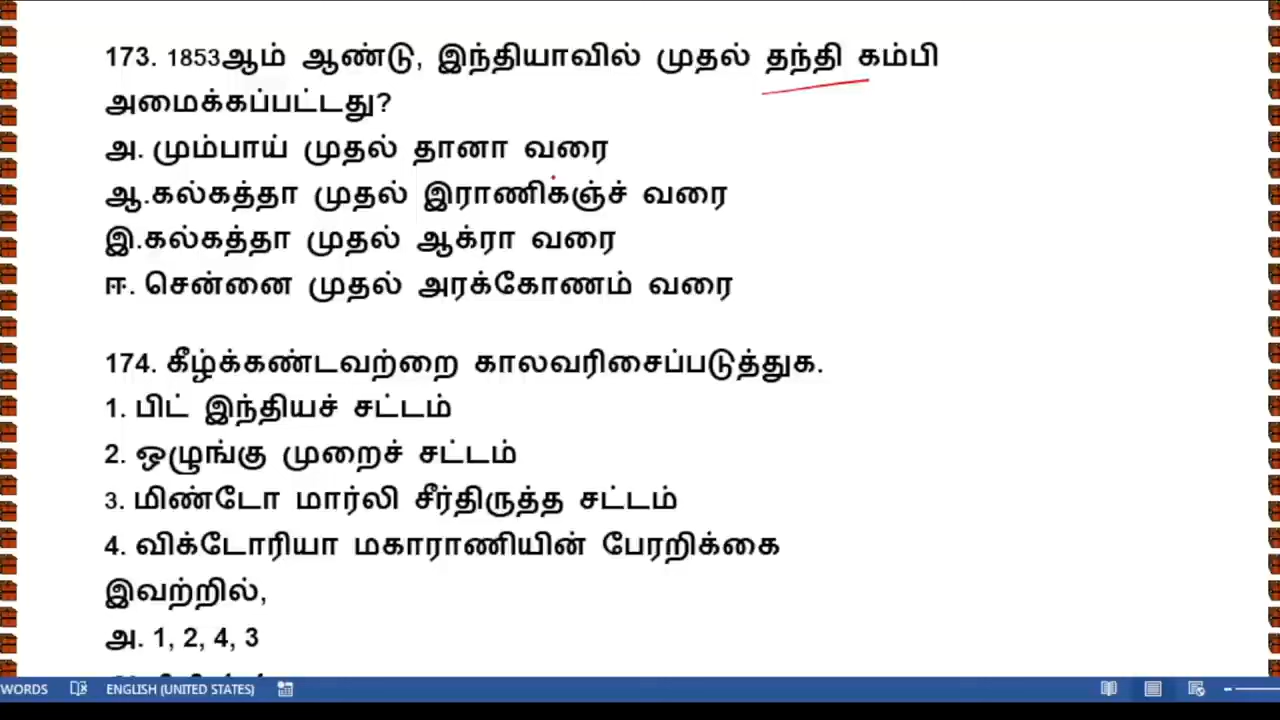 173. 1853ஆம் ஆண்டு, இந்தியாவில் முதல் தந்தி கம்பி
அமைக்கப்பட்டது?
அ. மும்பாய் முதல் தானா வரை
ஆ.கல்கத்தா முதல் இராணிகஞ்ச் வரை
இ.கல்கத்தா முதல் ஆக்ரா வரை
ஈ. சென்னை முதல் அரக்கோணம் வரை
174. கீழ்க்கண்டவற்றை காலவரிசைப்படுத்துக.
1. பிட் இந்தியச் சட்டம்
2. ஒழுங்கு முறைச் சட்டம்
3. மிண்டோ மார்லி சீர்திருத்த சட்டம்
4. விக்டோரியா மகாராணியின் பேரறிக்கை
இவற்றில்,
அ. 1, 2, 4, 3
WORDS ENGLISH (UNITED STATES)